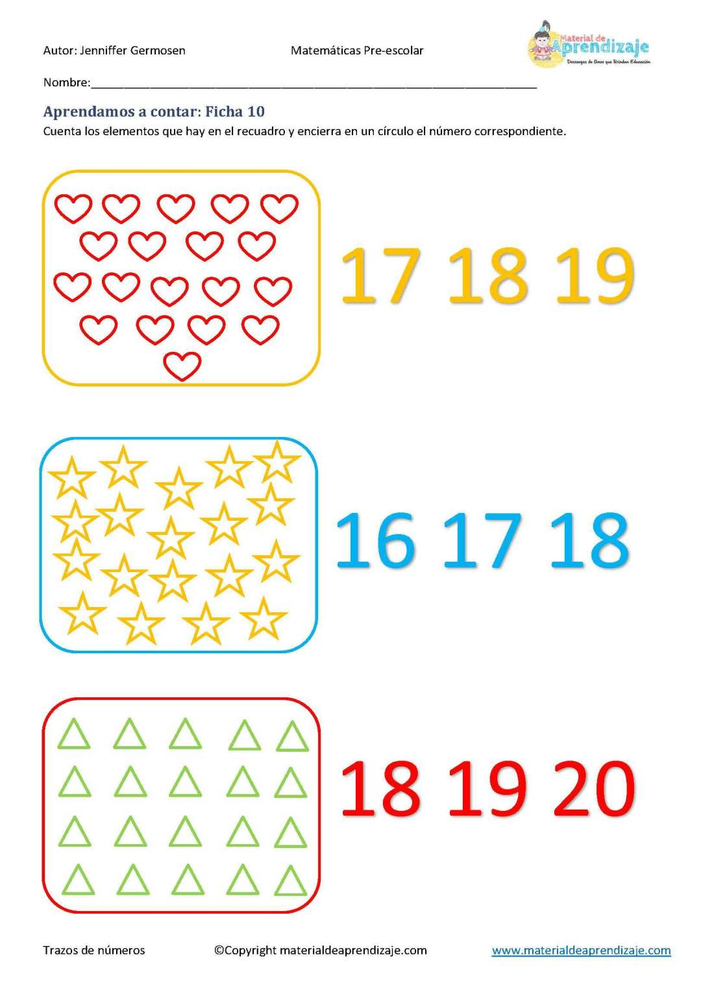 Autor: Jenniffer Germosen Matemáticas Pre-escolar
Material de
Aprendizaje
Descargas de Amor que Brindan Educación
Nombre:
Aprendamos a contar: Ficha 10
Cuenta los elementos que hay en el recuadro y encierra en un círculo el número correspondiente.
17 18 19
16 17 18
18 19 20
Trazos de números ©Copyright materialdeaprendizaje.com www.materialdeaprendizaje.com